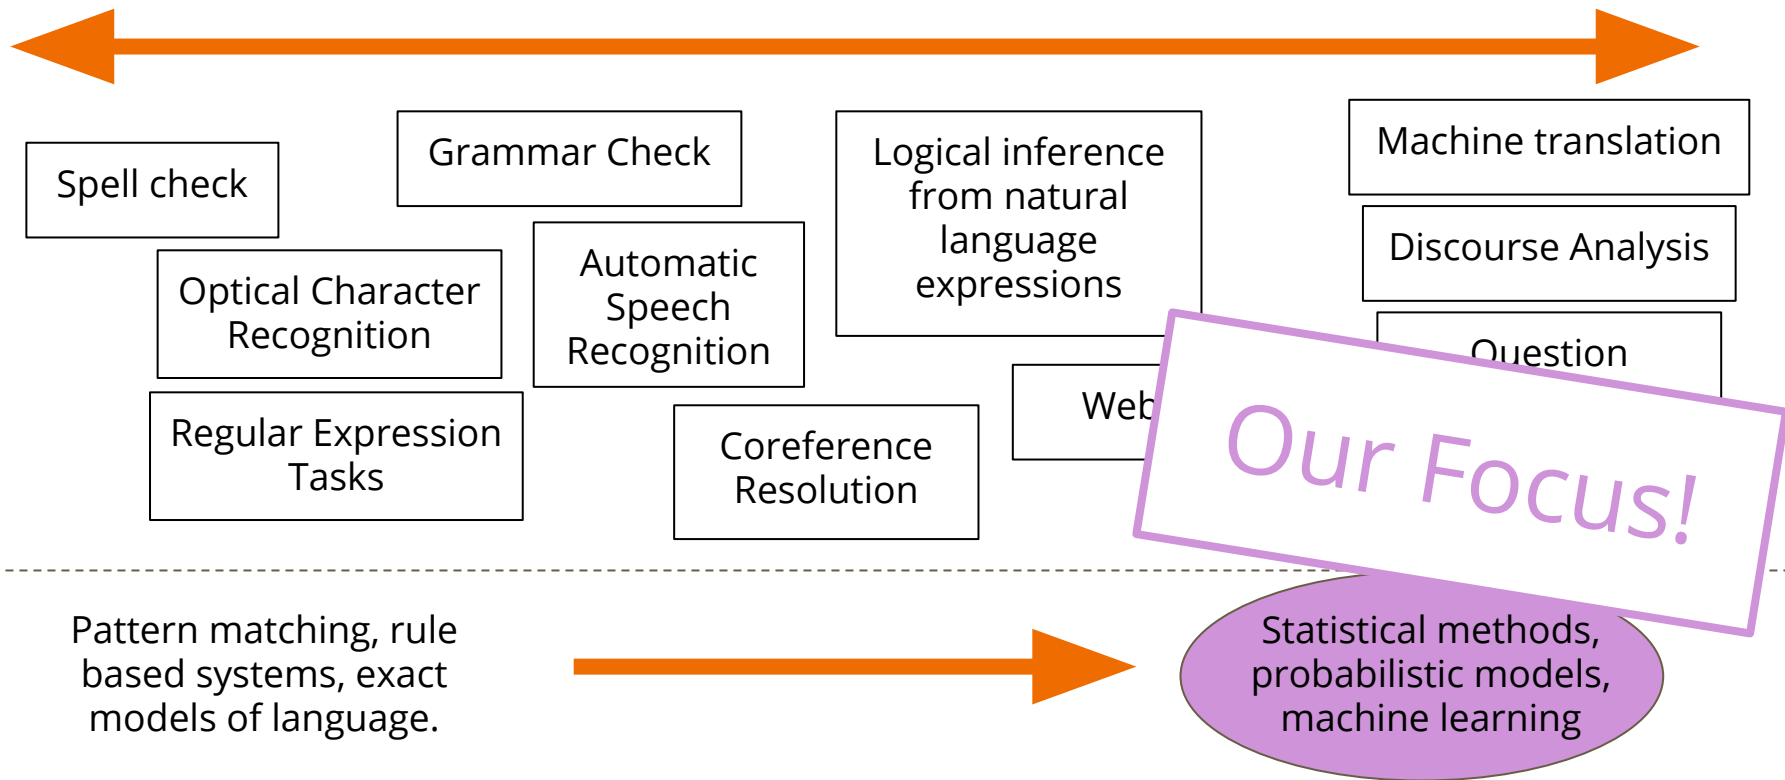 Spell check
Grammar Check
Optical Character
Recognition
Automatic
Speech
Recognition
Regular Expression
Tasks
Logical inference
from natural
language
expressions
Coreference
Resolution
Web
Machine translation
Discourse Analysis
Question
Our Focus!
Pattern matching, rule
based systems, exact
models of language.
Statistical methods,
probabilistic models,
machine learning